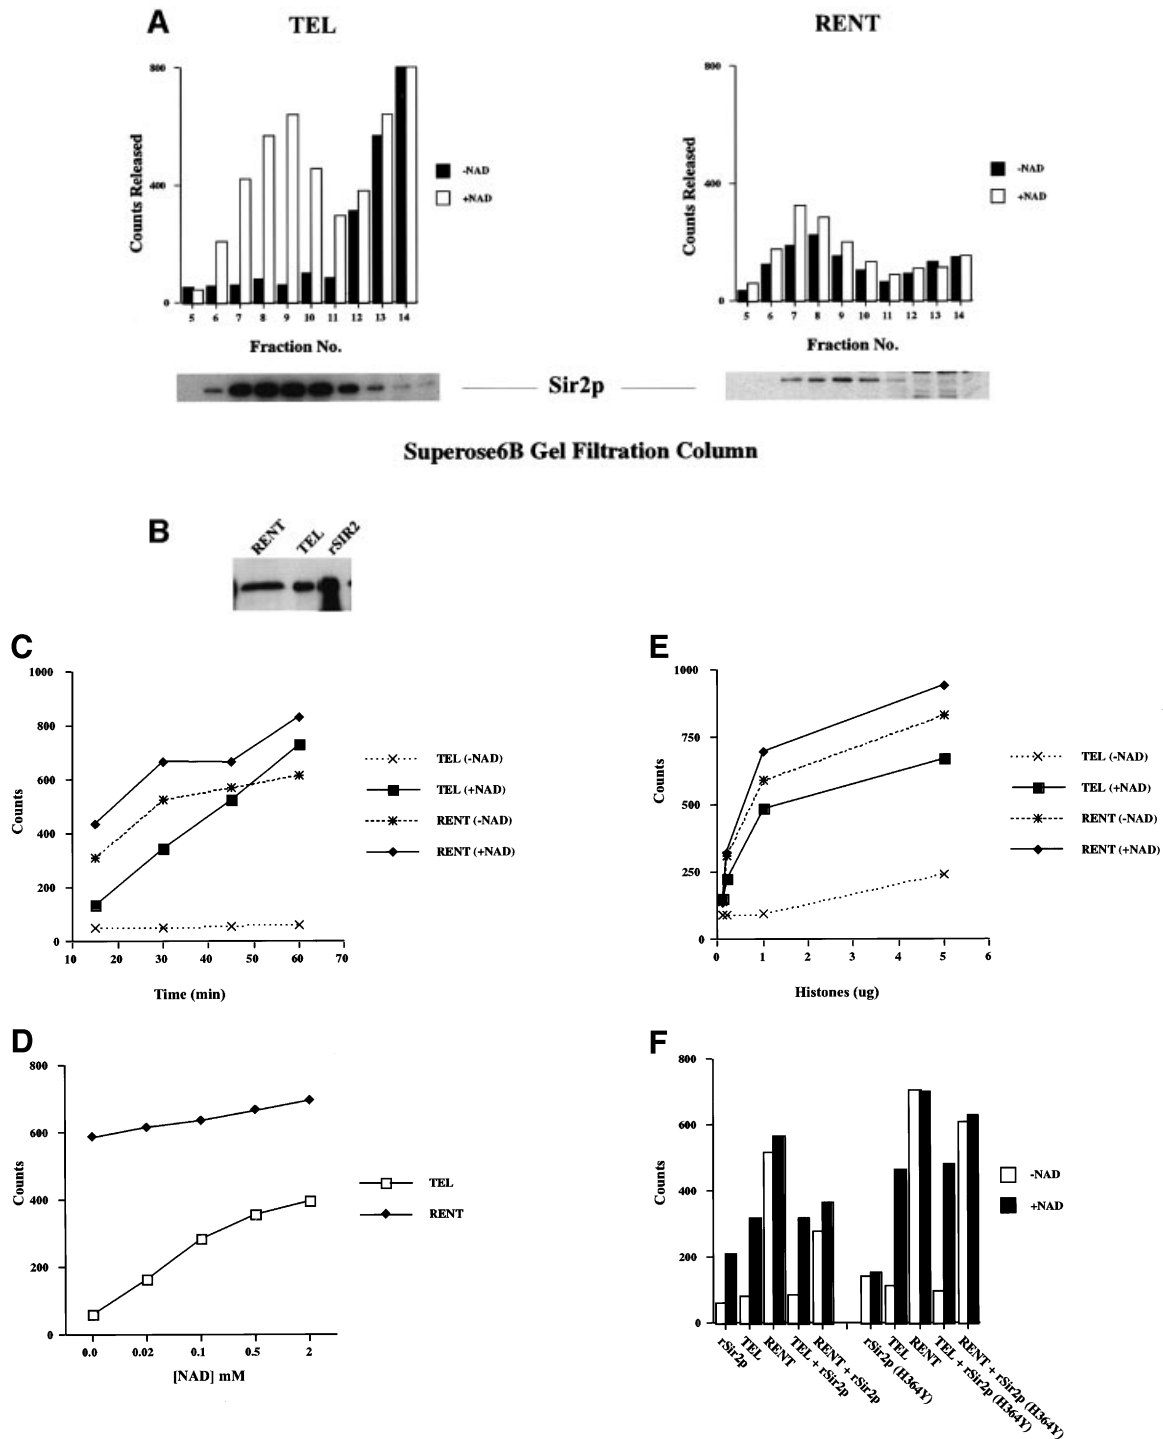 A
TEL
RENT
800
400
0
Counts Released
-NAD
+NAD
5 6 7 8 9 10 11 12 13 14
Fraction No.
800
400
0
Counts Released
-NAD
+NAD
5 6 7 8 9 10 11 12 13 14
Fraction No.
Sir2p
Superose6B Gel Filtration Column
B
RENT
TEL
rSIR2
C
1000
800
600
400
200
0
Counts
10 20 30 40 50 60 70
Time (min)
TEL (-NAD)
TEL (+NAD)
RENT (-NAD)
RENT (+NAD)
E
1000
750
500
250
0
Counts
0 1 2 3 4 5 6
Histones (ug)
TEL (-NAD)
TEL (+NAD)
RENT (-NAD)
RENT (+NAD)
D
800
600
400
200
0
Counts
0.0 0.02 0.1 0.5 2
[NAD] mM
TEL
RENT
F
800
600
400
200
0
Counts
-NAD
+NAD
rSir2p
TEL
RENT
TEL + rSir2p
RENT + rSir2p
rSir2p (H364Y)
TEL
RENT
TEL + rSir2p (H364Y)
RENT + rSir2p (H364Y)